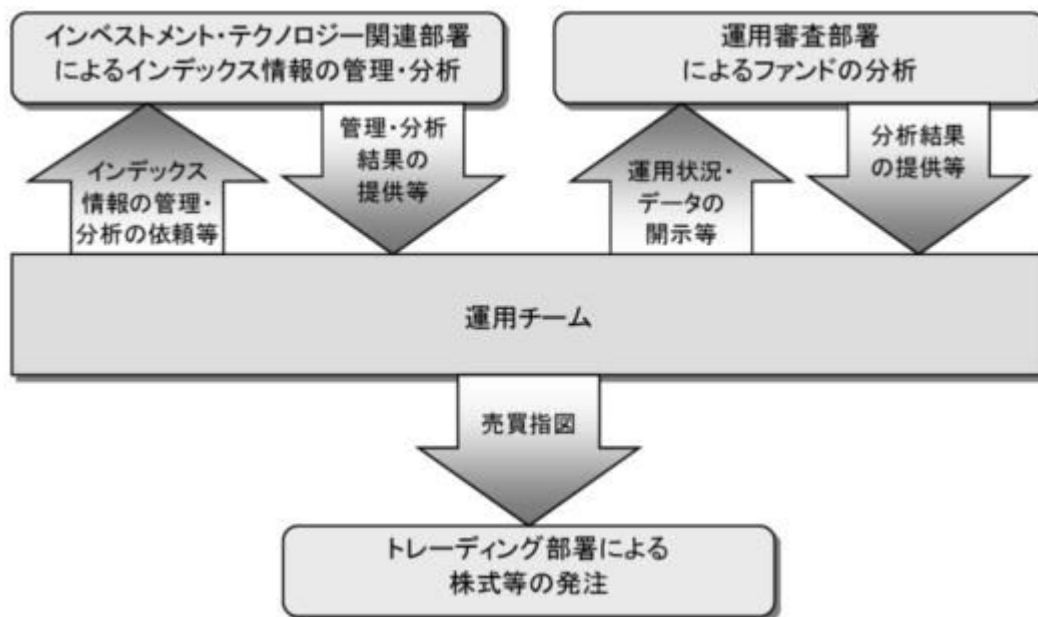 インベストメント・テクノロジー関連部署
によるインデックス情報の管理・分析
運用審査部署
によるファンドの分析
インデックス
情報の管理・
分析の依頼等
管理・分析
結果の
提供等
運用状況・
データの
開示等
分析結果
の提供等
運用チーム
売買指図
トレーディング部署による
株式等の発注